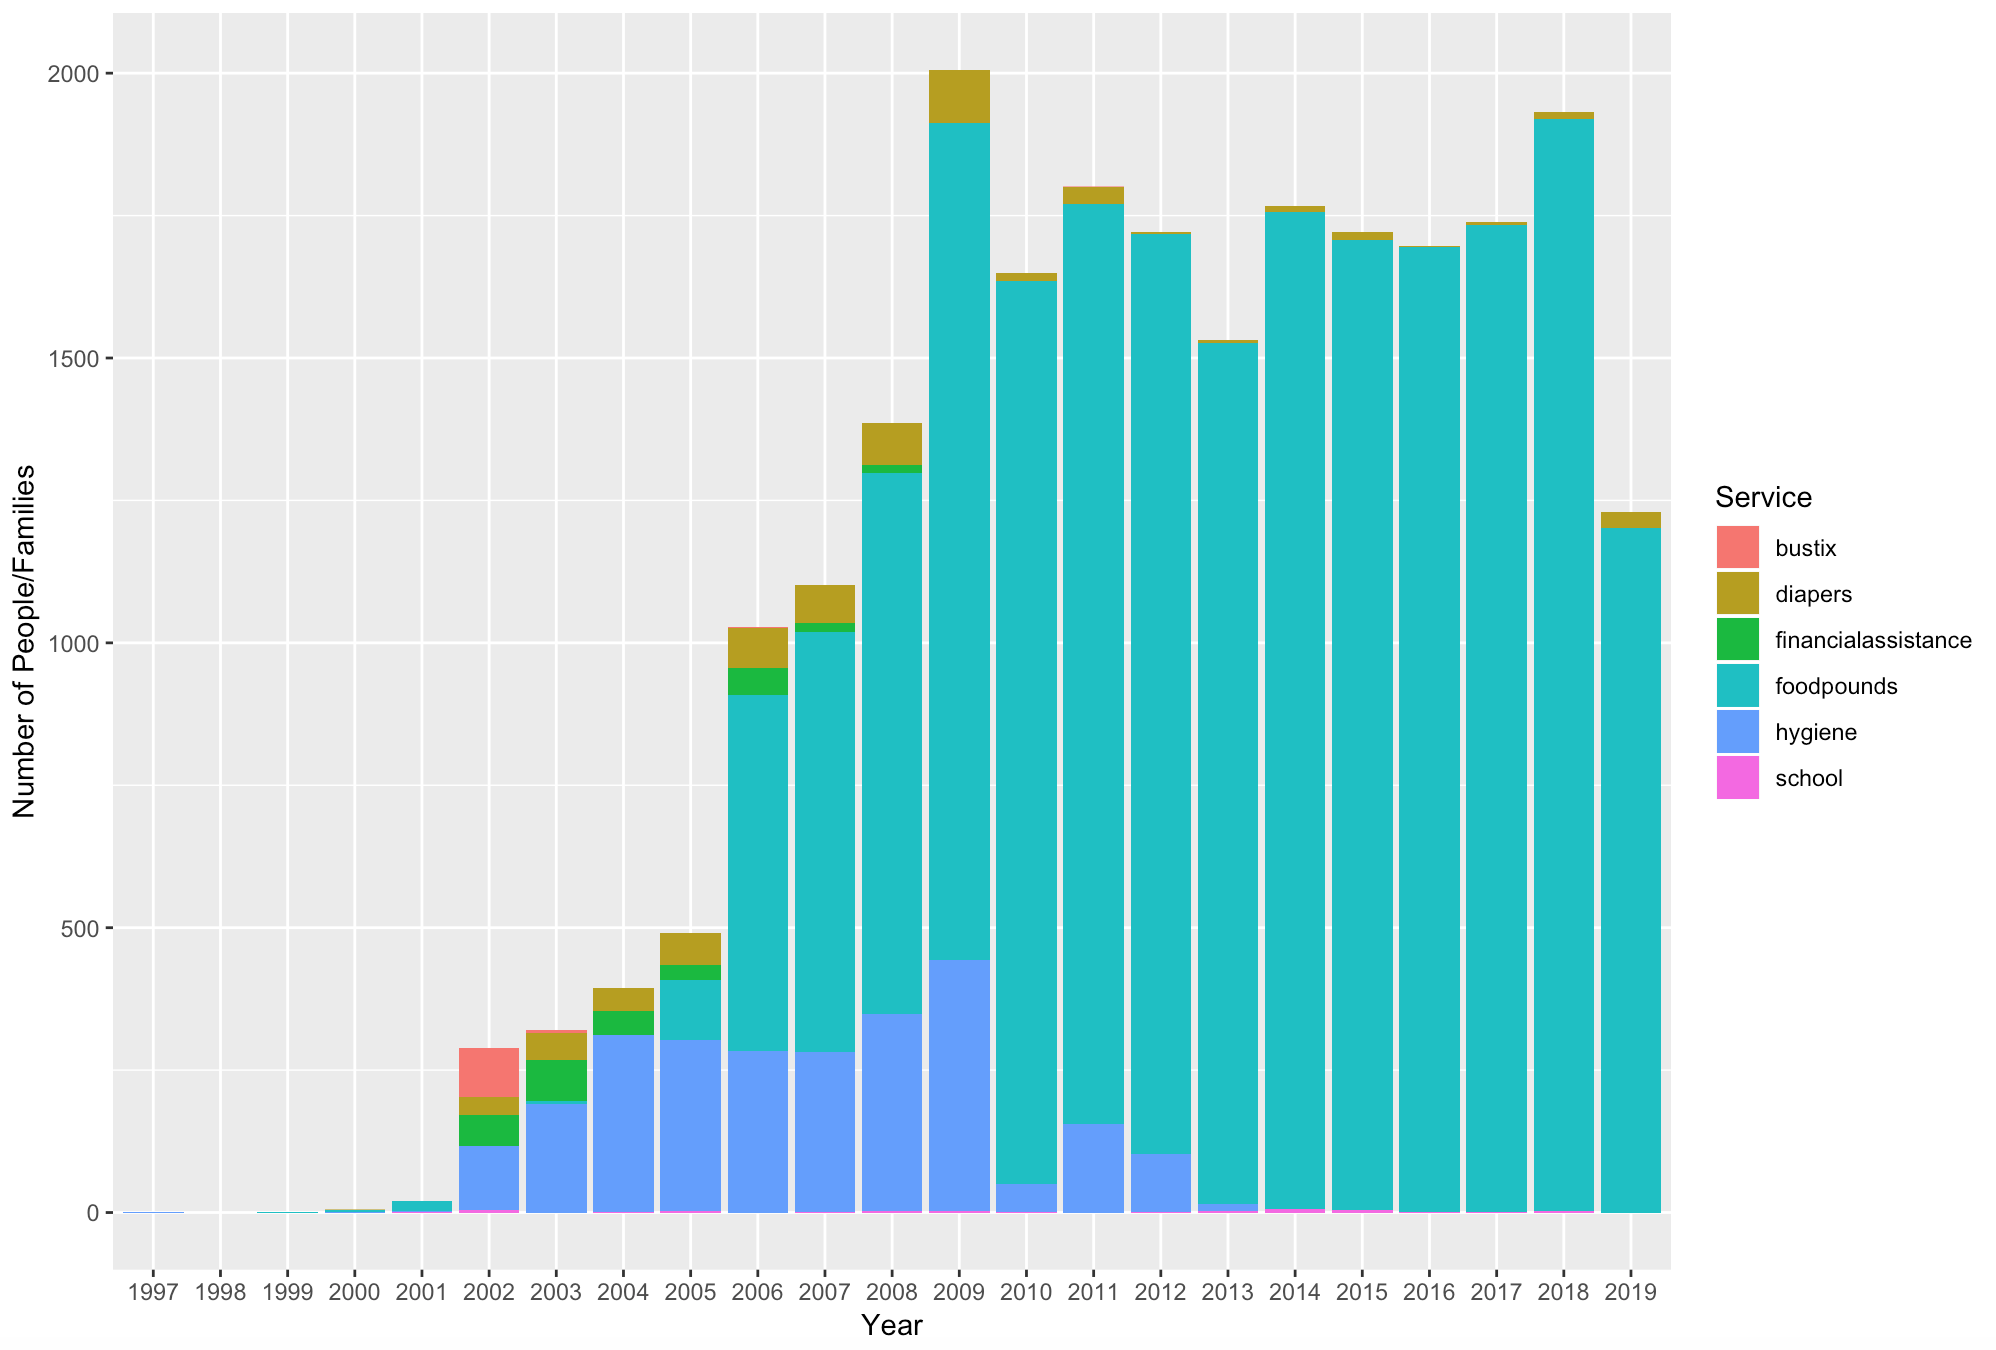 2000
1500
1000
500
0
Number of People/Families
1997 1998 1999 2000 2001 2002 2003 2004 2005 2006 2007 2008 2009 2010 2011 2012 2013 2014 2015 2016 2017 2018 2019
Year
Service
bustix
diapers
financialassistance
foodpounds
hygiene
school